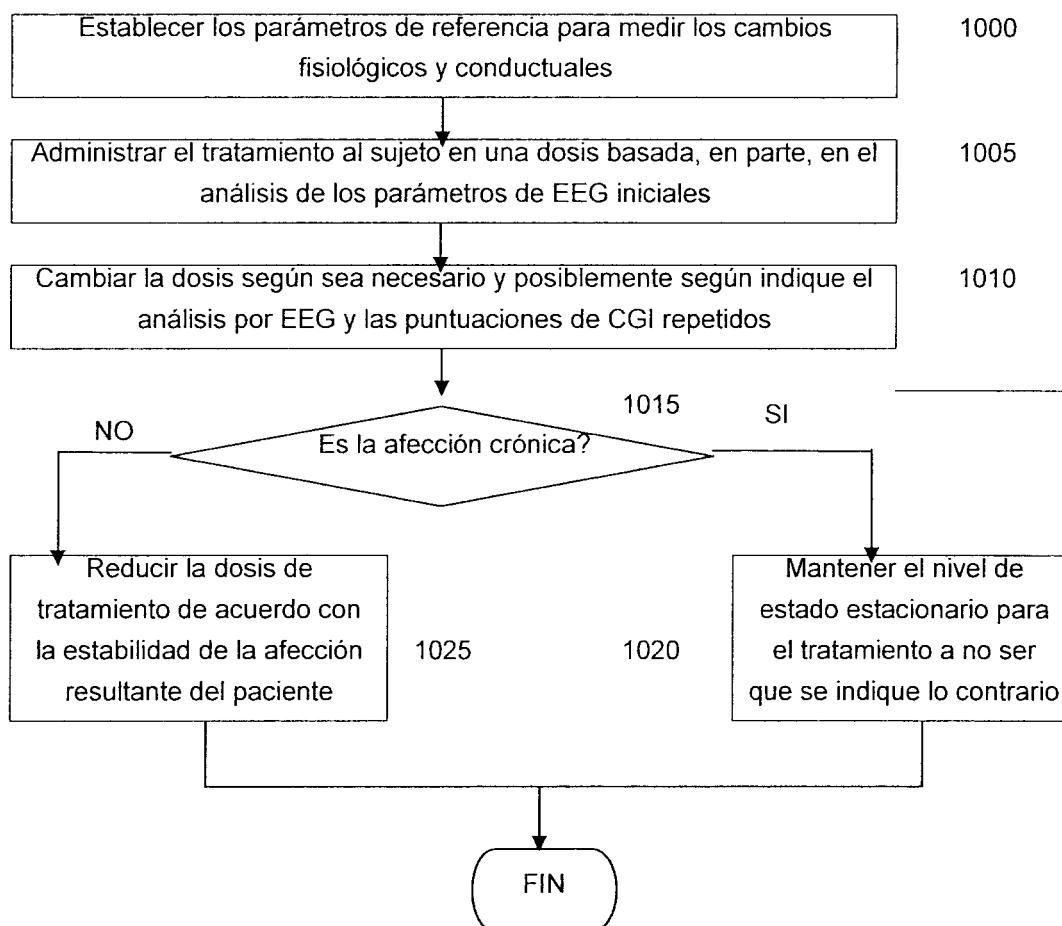 Establecer los parámetros de referencia para medir los cambios
fisiológicos y conductuales
1000
Administrar el tratamiento al sujeto en una dosis basada, en parte, en el
análisis de los parámetros de EEG iniciales
1005
Cambiar la dosis según sea necesario y posiblemente según indique el
análisis por EEG y las puntuaciones de CGI repetidos
1010
1015
NO
SI
Es la afección crónica?
Reducir la dosis de
tratamiento de acuerdo con
la estabilidad de la afección
resultante del paciente
1025
1020
Mantener el nivel de
estado estacionario para
el tratamiento a no ser
que se indique lo contrario
FIN